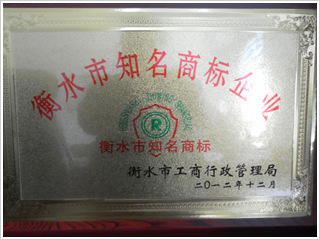 衡水市知名商标企业
R
衡水市知名商标
衡水市工商行政管理局
二〇一二年十二月